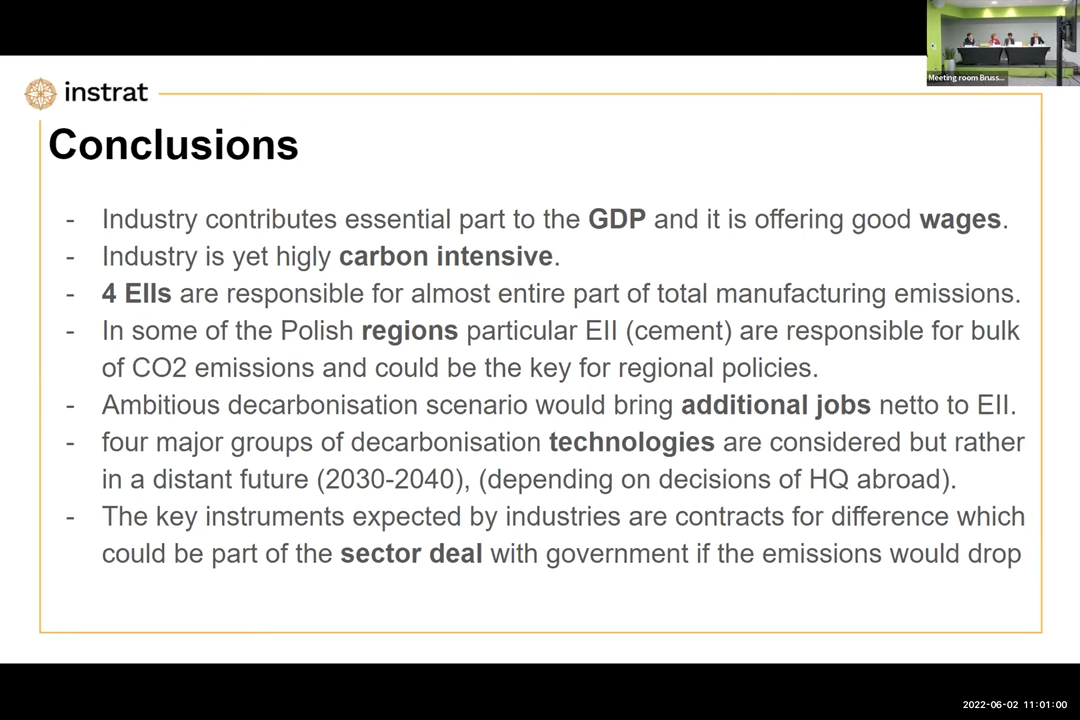 Meeting room Bruss...
instrat
Conclusions
- Industry contributes essential part to the GDP and it is offering good wages.
- Industry is yet higly carbon intensive.
- 4 EIIs are responsible for almost entire part of total manufacturing emissions.
- In some of the Polish regions particular EII (cement) are responsible for bulk
of CO2 emissions and could be the key for regional policies.
- Ambitious decarbonisation scenario would bring additional jobs netto to EII.
- four major groups of decarbonisation technologies are considered but rather
in a distant future (2030-2040), (depending on decisions of HQ abroad).
- The key instruments expected by industries are contracts for difference which
could be part of the sector deal with government if the emissions would drop
2022-06-02 11:01:00